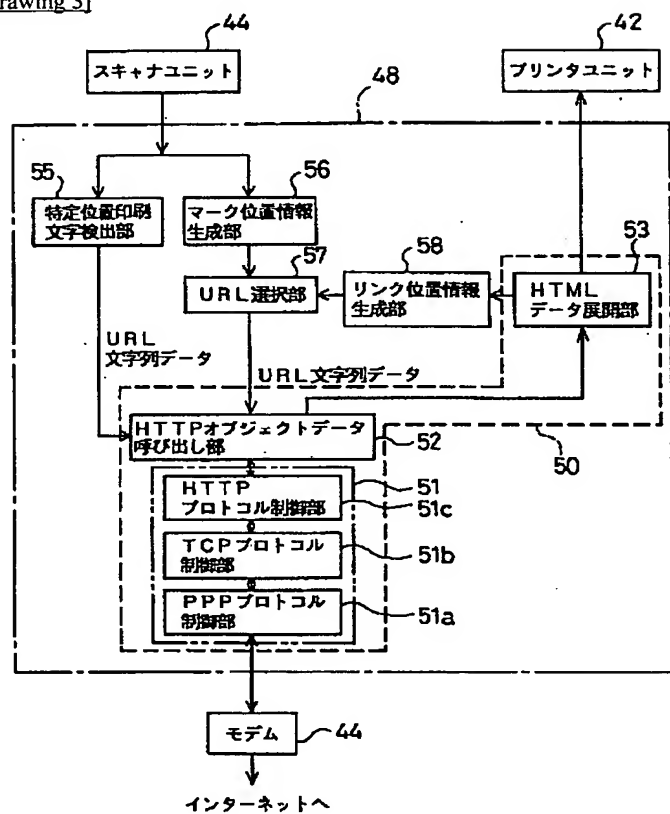 rawing 3]
44
42
スキャナユニット
プリンタユニット
48
55
56
特定位置印刷
文字検出部
マーク位置情報
生成部
57
58
53
URL選択部
リンク位置情報
生成部
HTML
データ展開部
URL
文字列データ
URL文字列データ
HTTPオブジェクトデータ
呼び出し部
52
50
HTTP
プロトコル制御部
51
51c
TCPプロトコル
制御部
51b
PPPプロトコル
制御部
51a
モデム
44
インターネットへ